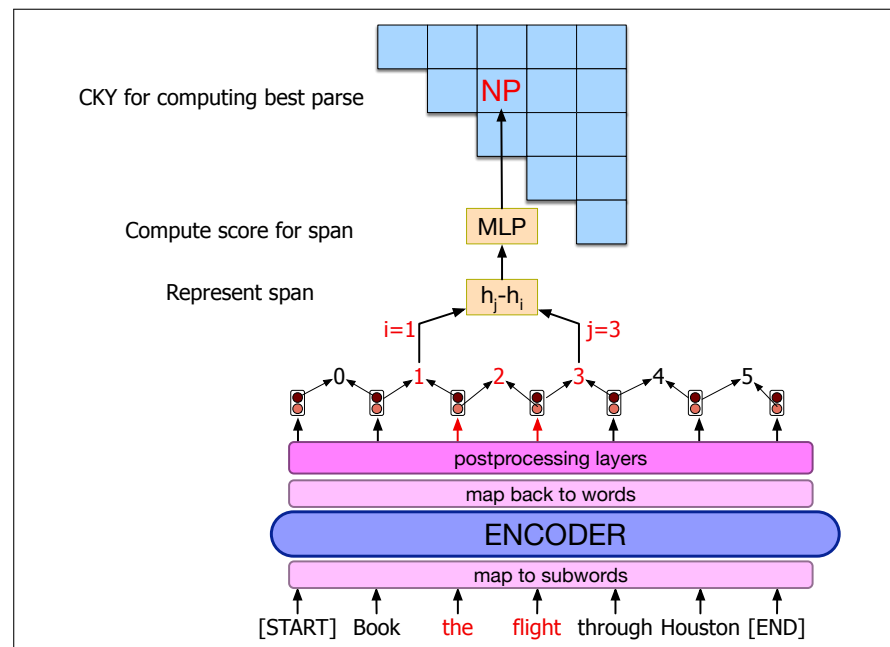 CKY for computing best parse
NP
Compute score for span
MLP
Represent span
hj-hi
i=1
j=3
0 1 2 3 4 5
postprocessing layers
map back to words
ENCODER
map to subwords
[START] Book the flight through Houston [END]